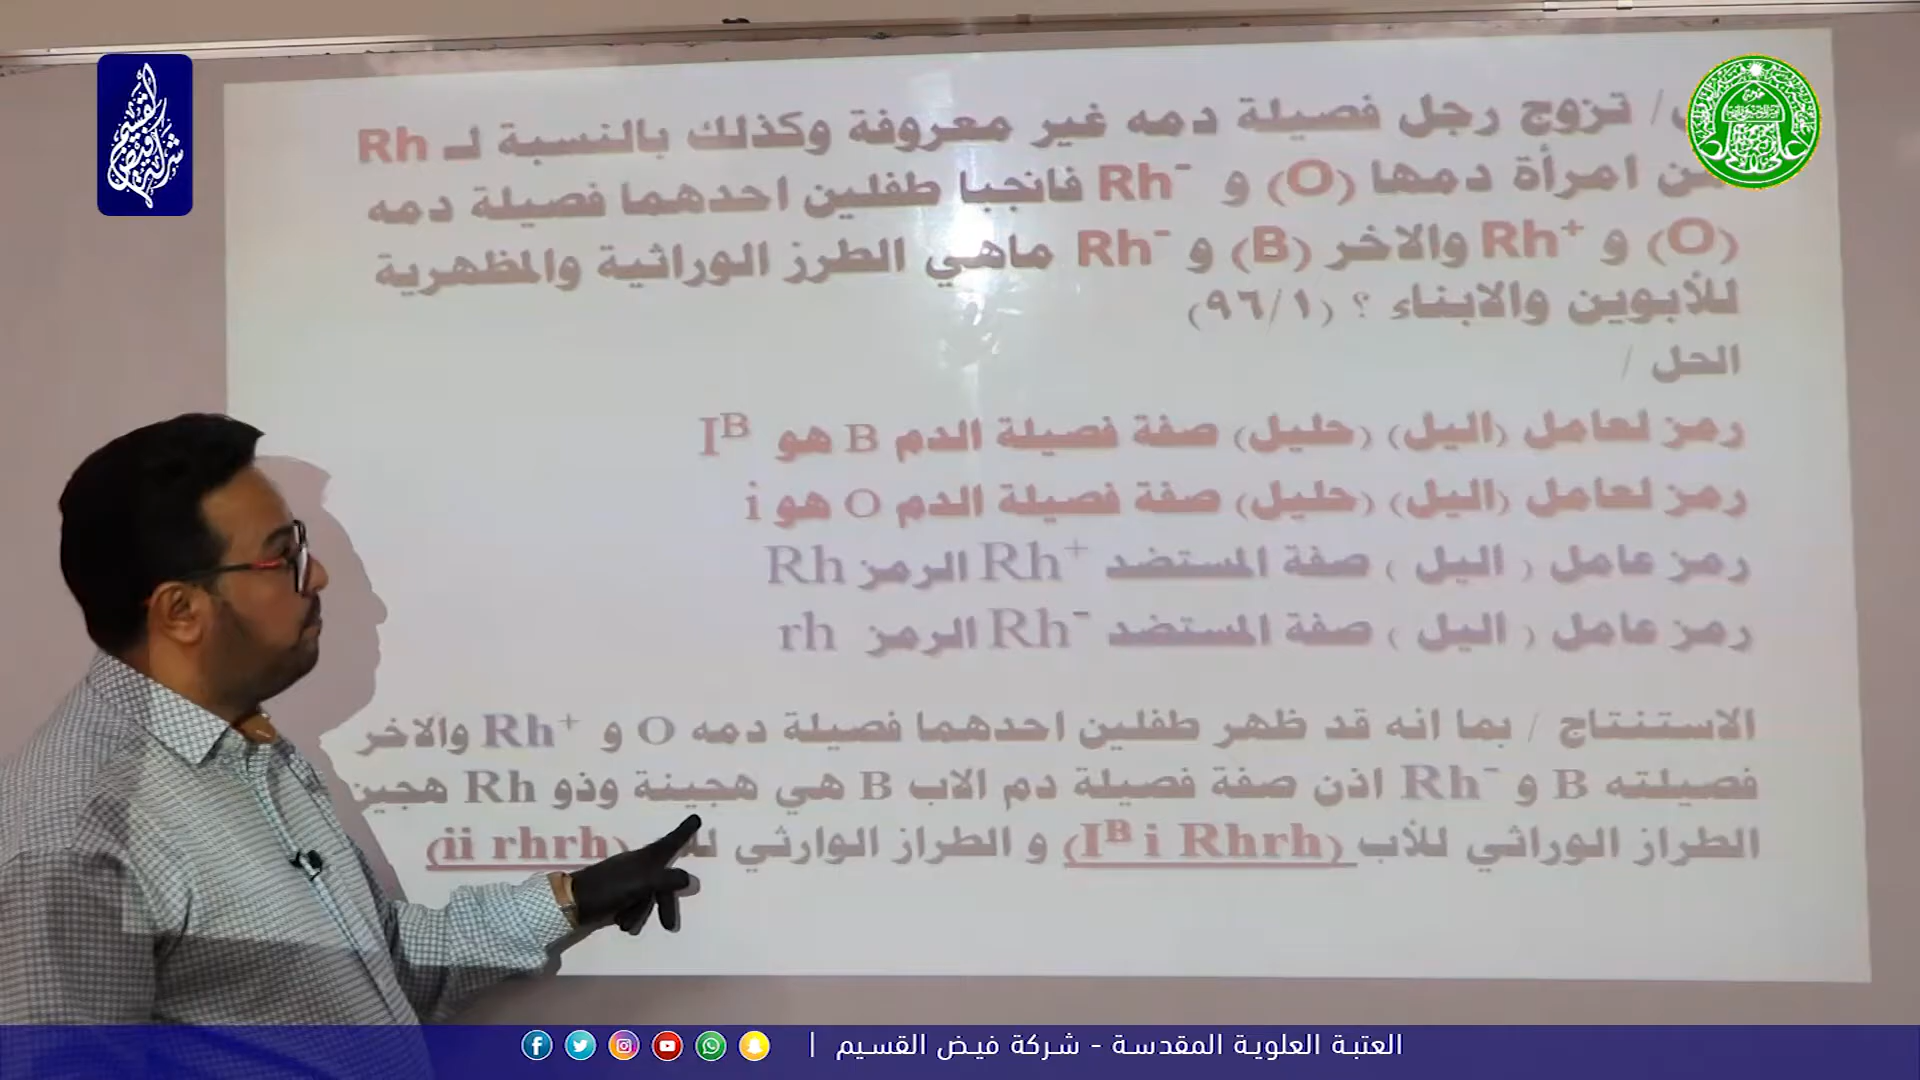 / تزوج رجل فصيلة دمه غير معروفة وكذلك بالنسبة لـ Rh
من امرأة دمها (O) و Rh⁻ فانجبا طفلين احدهما فصيلة دمه
(O) و Rh⁺ والاخر (B) و Rh⁻ ماهي الطرز الوراثية والمظهرية
للأبوين والابناء ؟ (٩٦/١)
الحل /
رمز لعامل (اليل) (حليل) صفة فصيلة الدم B هو Iᴮ
رمز لعامل (اليل) (حليل) صفة فصيلة الدم O هو i
رمز عامل ( اليل ) صفة المستضد Rh⁺ الرمز Rh
رمز عامل ( اليل ) صفة المستضد Rh⁻ الرمز rh
الاستنتاج / بما انه قد ظهر طفلين احدهما فصيلة دمه O و Rh⁺ والاخر
فصيلته B و Rh⁻ اذن صفة فصيلة دم الاب B هي هجينة وذو Rh هجين
الطراز الوراثي للأب (Iᴮ i Rhrh) و الطراز الوارثي (ii rhrh)
العتبة العلوية المقدسة - شركة فيض القسيم |